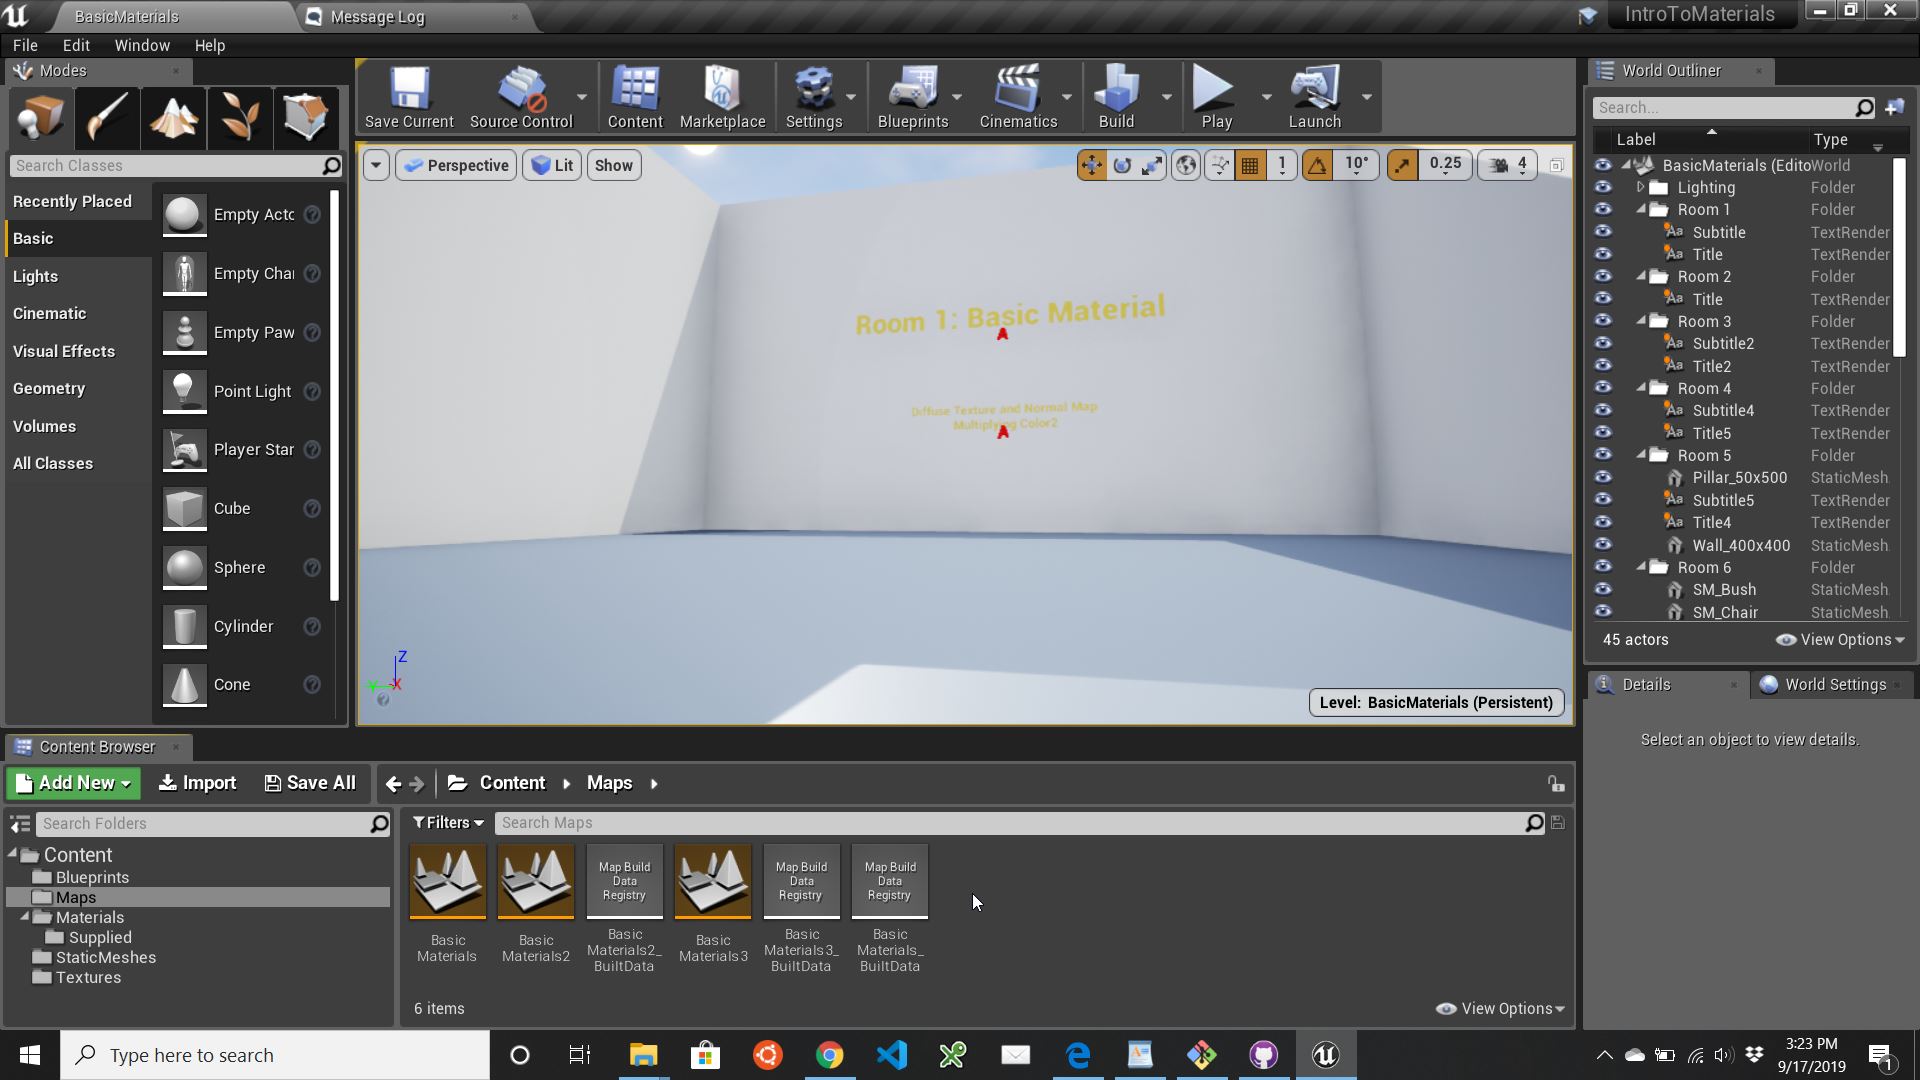 BasicMaterials
Message Log
IntroToMaterials
File Edit Window Help
Modes
Search Classes
Recently Placed
Basic
Lights
Cinematic
Visual Effects
Geometry
Volumes
All Classes
Empty Acto
Empty Cha
Empty Paw
Point Light
Player Star
Cube
Sphere
Cylinder
Cone
Save Current
Source Control
Content
Marketplace
Settings
Blueprints
Cinematics
Build
Play
Launch
Perspective
Lit
Show
1
10°
0.25
4
Room 1: Basic Material
A
Diffuse Texture and Normal Map
Multiplying Color2
A
Z
Y X
Level: BasicMaterials (Persistent)
World Outliner
Search...
Label Type
BasicMaterials (Edito World
Lighting Folder
Room 1 Folder
Subtitle TextRender
Title TextRender
Room 2 Folder
Title TextRender
Room 3 Folder
Subtitle2 TextRender
Title2 TextRender
Room 4 Folder
Subtitle4 TextRender
Title5 TextRender
Room 5 Folder
Pillar_50x500 StaticMesh
Subtitle5 TextRender
Title4 TextRender
Wall_400x400 StaticMesh
Room 6 Folder
SM_Bush StaticMesh
SM_Chair StaticMesh
45 actors
View Options
Details
World Settings
Select an object to view details.
Content Browser
Add New
Import
Save All
Content
Maps
Search Folders
Content
Blueprints
Maps
Materials
Supplied
StaticMeshes
Textures
Filters
Search Maps
Map Build
Data
Registry
Map Build
Data
Registry
Map Build
Data
Registry
Basic
Materials
Basic
Materials2
Basic
Materials2_
BuiltData
Basic
Materials3
Basic
Materials3_
BuiltData
Basic
Materials_
BuiltData
6 items
View Options
Type here to search
3:23 PM
9/17/2019
1